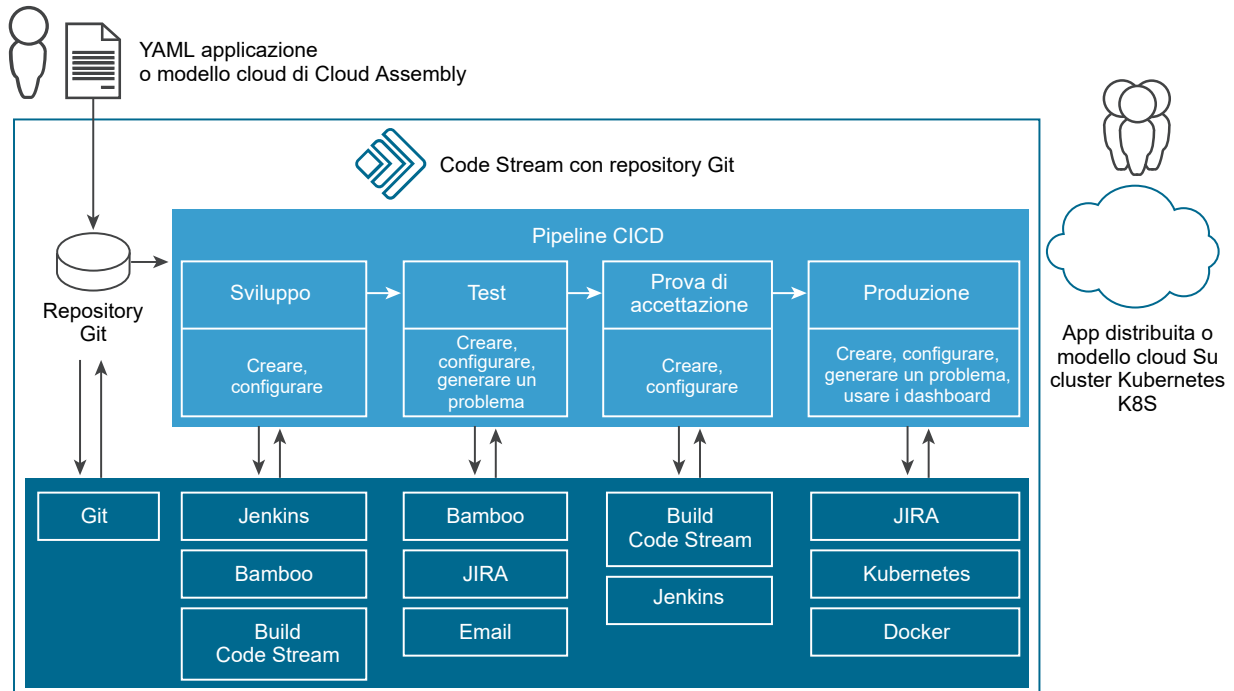 YAML applicazione
o modello cloud di Cloud Assembly
Code Stream con repository Git
Pipeline CICD
Repository
Git
Sviluppo
Creare,
configurare
Test
Creare,
configurare,
generare un
problema
Prova di
accettazione
Creare,
configurare
Produzione
Creare, configurare,
generare un problema,
usare i dashboard
App distribuita o
modello cloud Su
cluster Kubernetes
K8S
Git
Jenkins
Bamboo
Build
Code Stream
Bamboo
JIRA
Email
Build
Code Stream
Jenkins
JIRA
Kubernetes
Docker